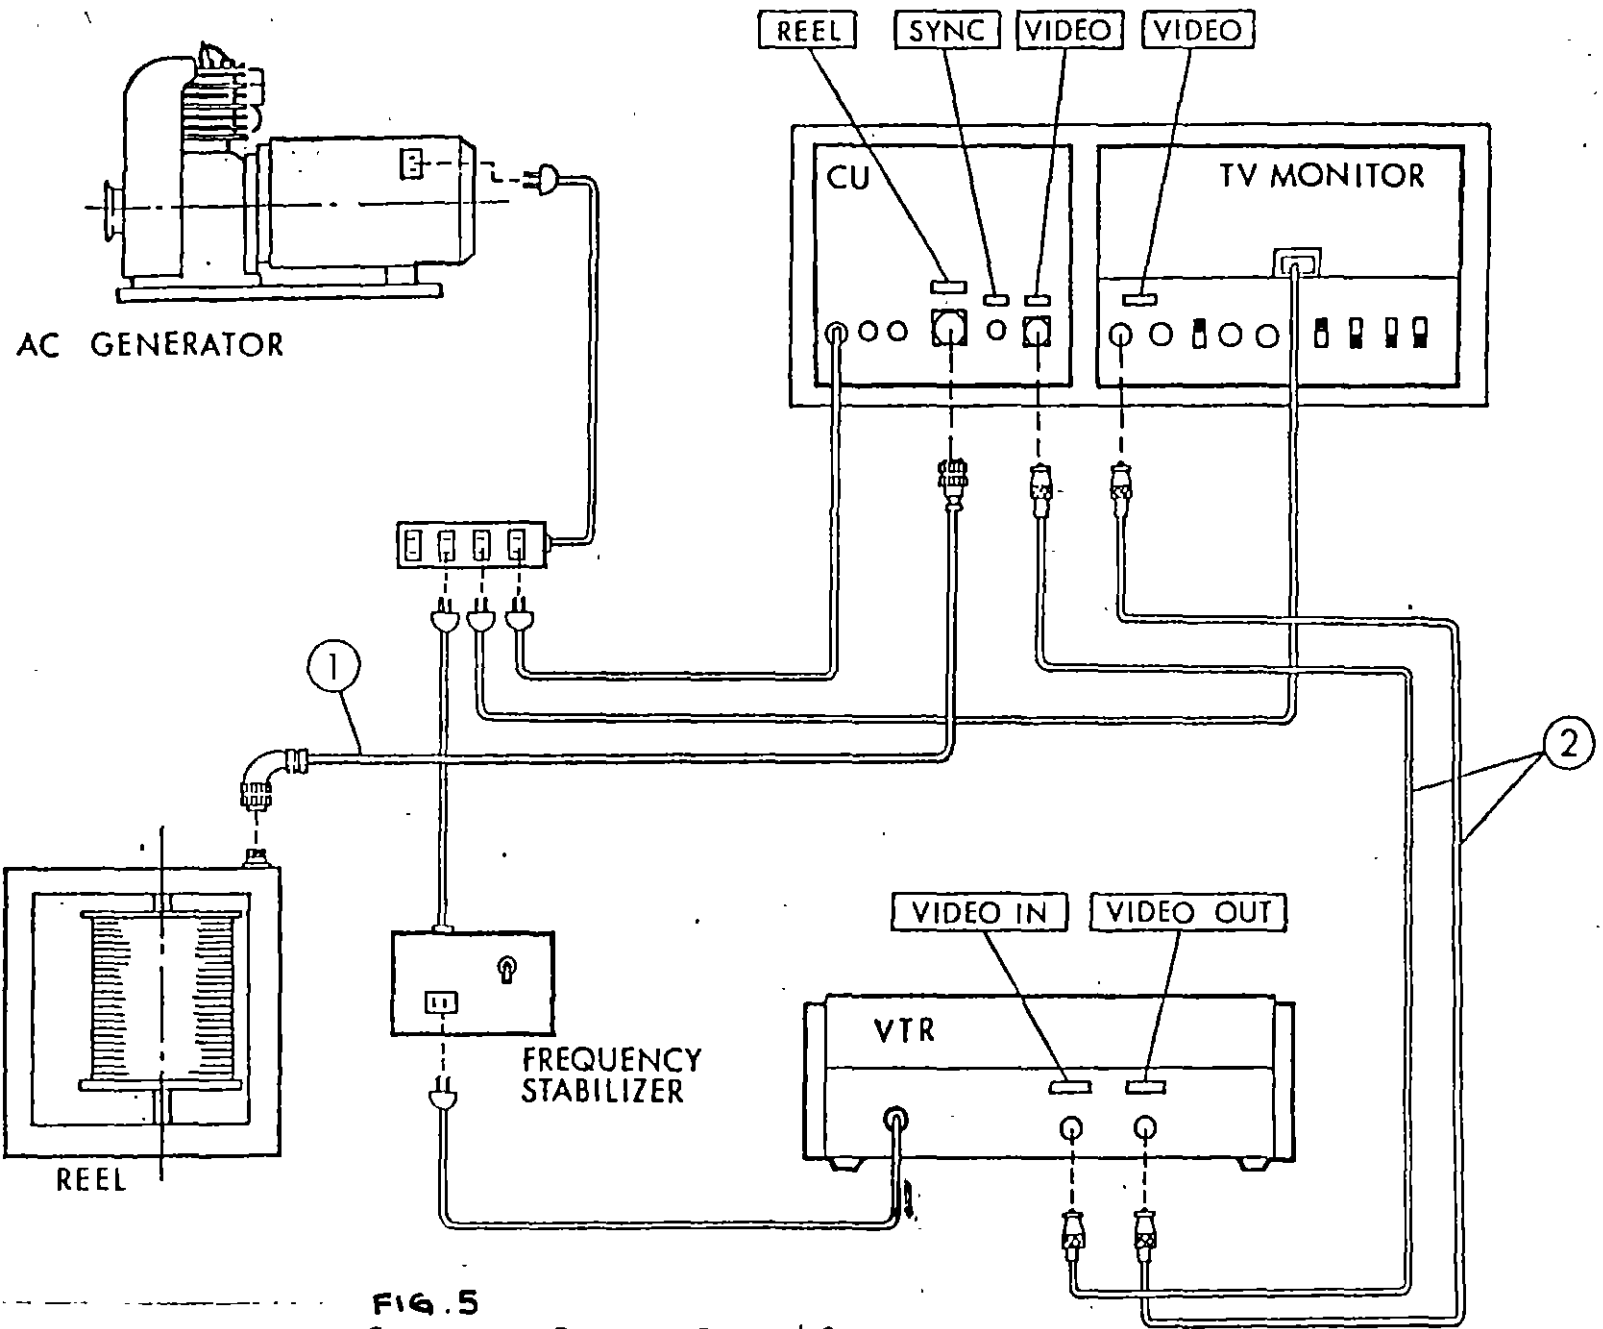 REEL
SYNC
VIDEO
VIDEO
CU
TV MONITOR
AC GENERATOR
1
2
VIDEO IN
VIDEO OUT
VTR
FREQUENCY
STABILIZER
REEL
FIG.5